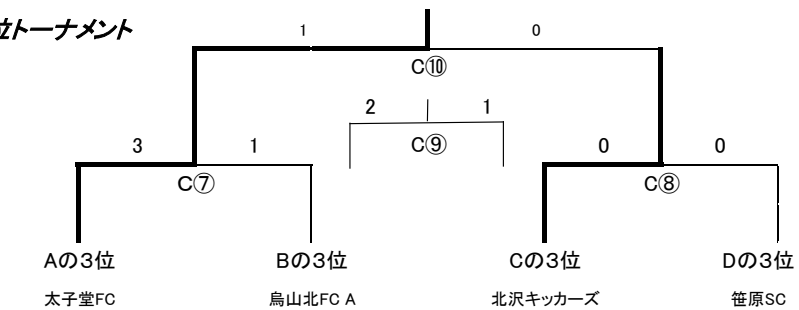 位トーナメント
1 0
C⑩
2 1
C⑨
3 1 0 0
C⑦ C⑧
Aの3位 Bの3位 Cの3位 Dの3位
太子堂FC 烏山北FC A 北沢キッカーズ 笹原SC